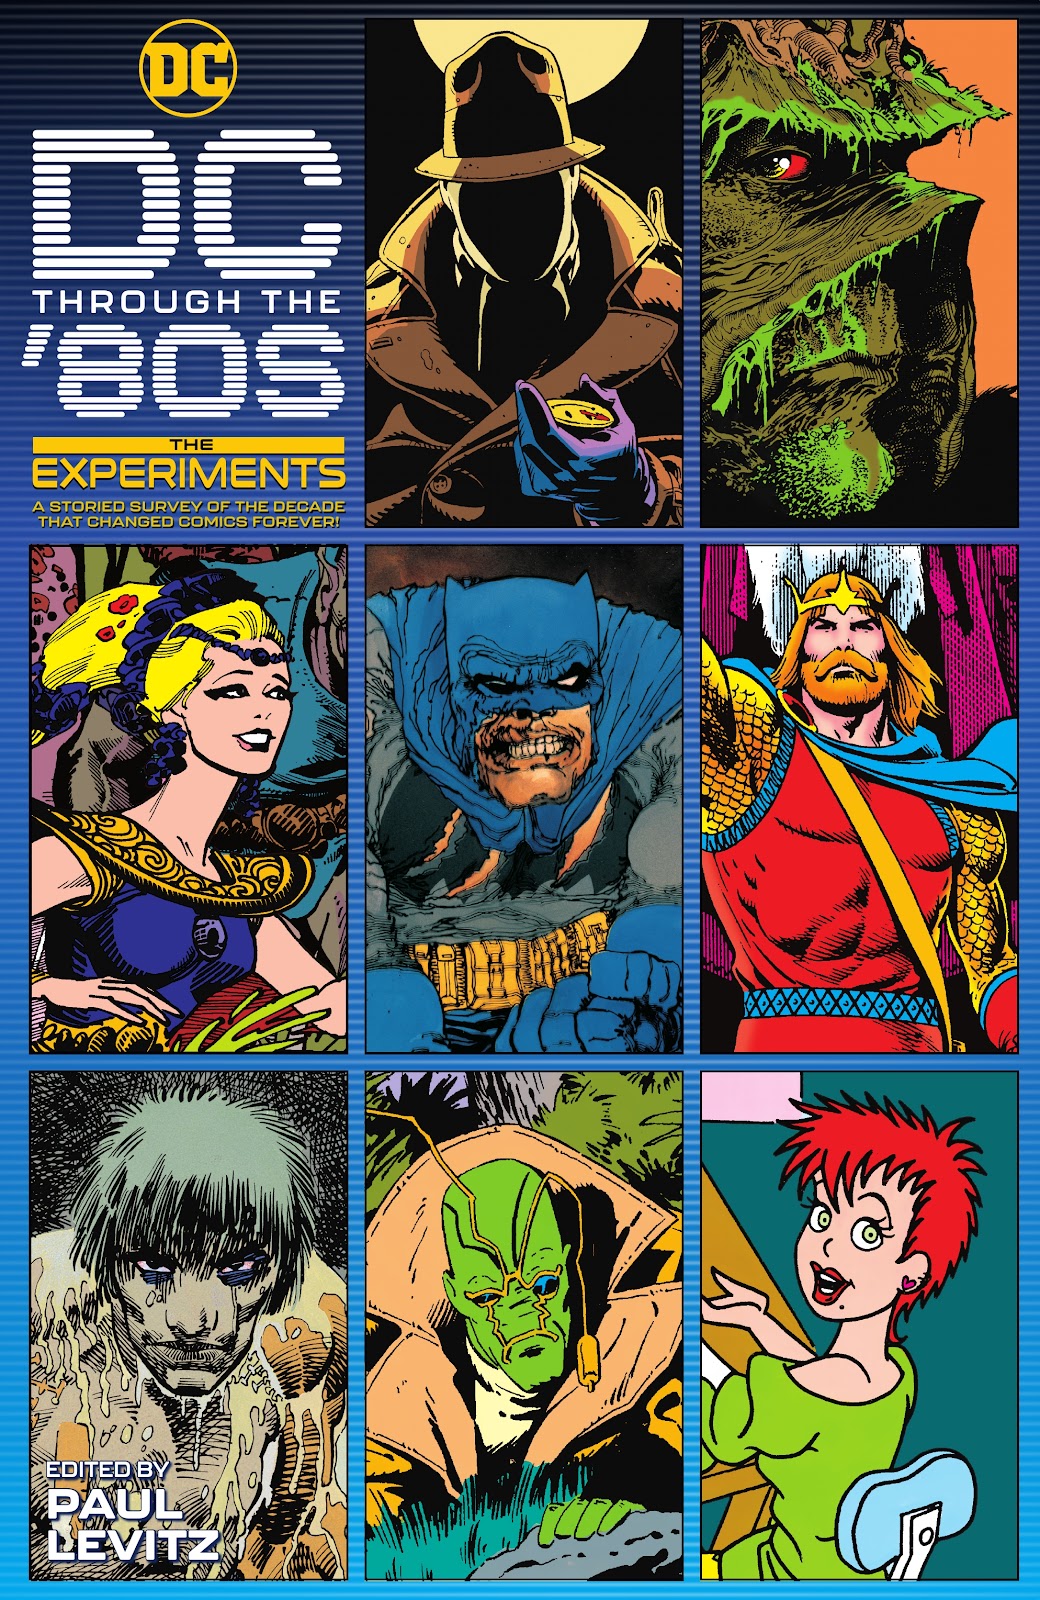 DC
DC
THROUGH THE
'80S
THE
EXPERIMENTS
A STORIED SURVEY OF THE DECADE
THAT CHANGED COMICS FOREVER!
EDITED BY
PAUL
LEVITZ